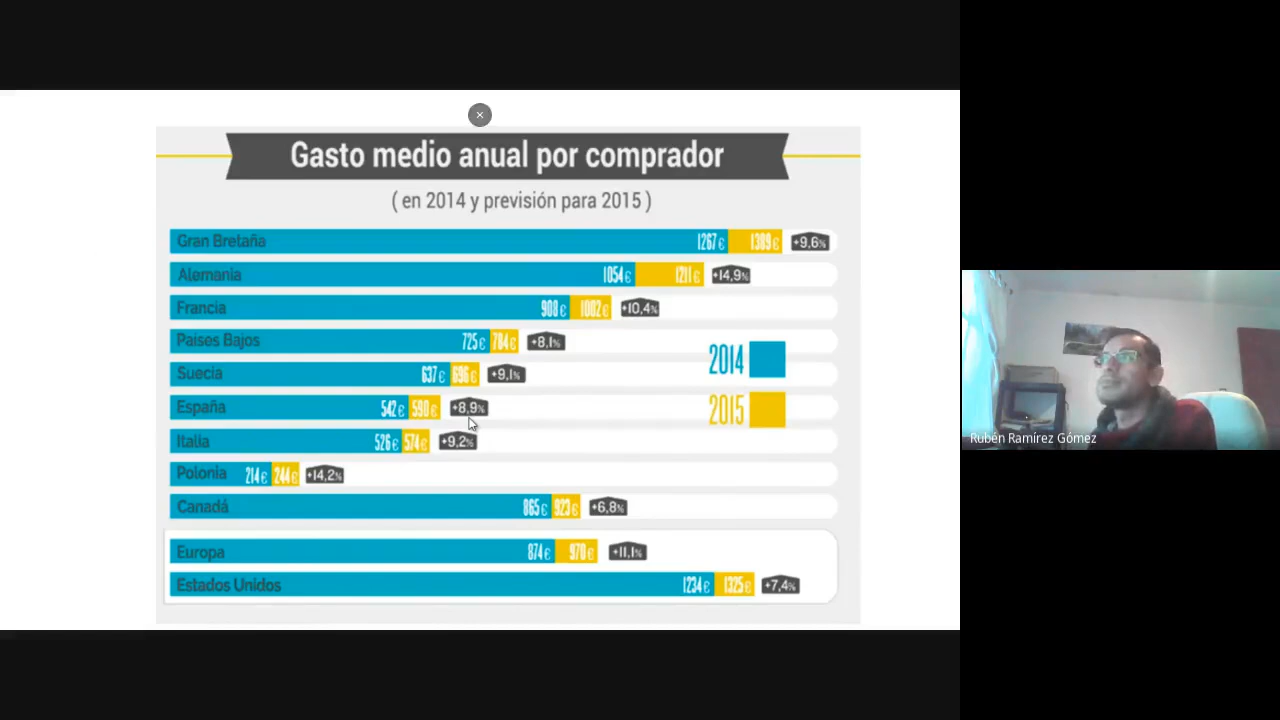 Gasto medio anual por comprador
( en 2014 y previsión para 2015 )
Gran Bretaña 1267€ 1389€ +9,6%
Alemania 1054€ 1211€ +14,9%
Francia 908€ 1002€ +10,4%
Países Bajos 725€ 784€ +8,1%
Suecia 637€ 696€ +9,1%
España 542€ 590€ +8,9%
Italia 526€ 574€ +9,2%
Polonia 214€ 244€ +14,2%
Canadá 865€ 923€ +6,8%
Europa 874€ 970€ +11,1%
Estados Unidos 1234€ 1325€ +7,4%
2014
2015
Rubén Ramírez Gómez